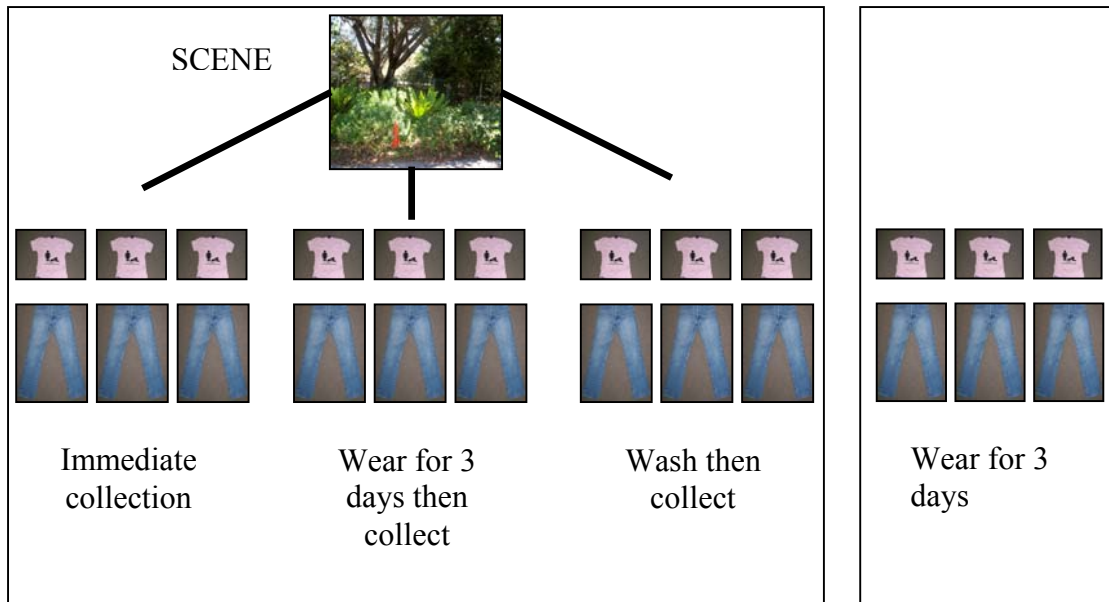 SCENE
Immediate
collection
Wear for 3
days then
collect
Wash then
collect
Wear for 3
days